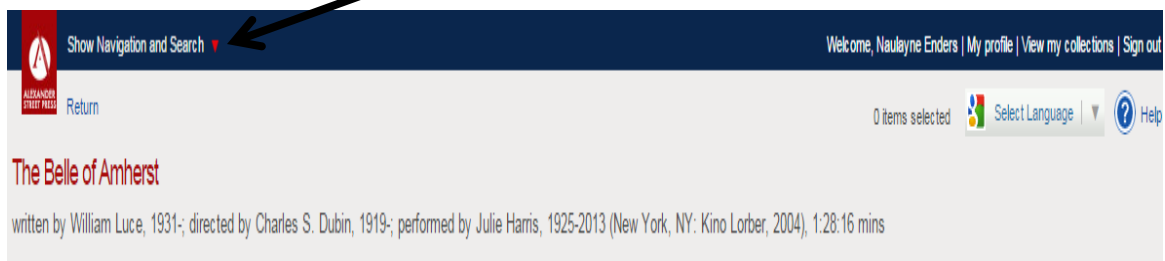 Show Navigation and Search ▼
Welcome, Naulayne Enders | My profile | View my collections | Sign out
ALEXANDER
STREET PRESS
Return
0 items selected
Select Language | ▼
? Help
The Belle of Amherst
written by William Luce, 1931-; directed by Charles S. Dubin, 1919-; performed by Julie Harris, 1925-2013 (New York, NY: Kino Lorber, 2004), 1:28:16 mins